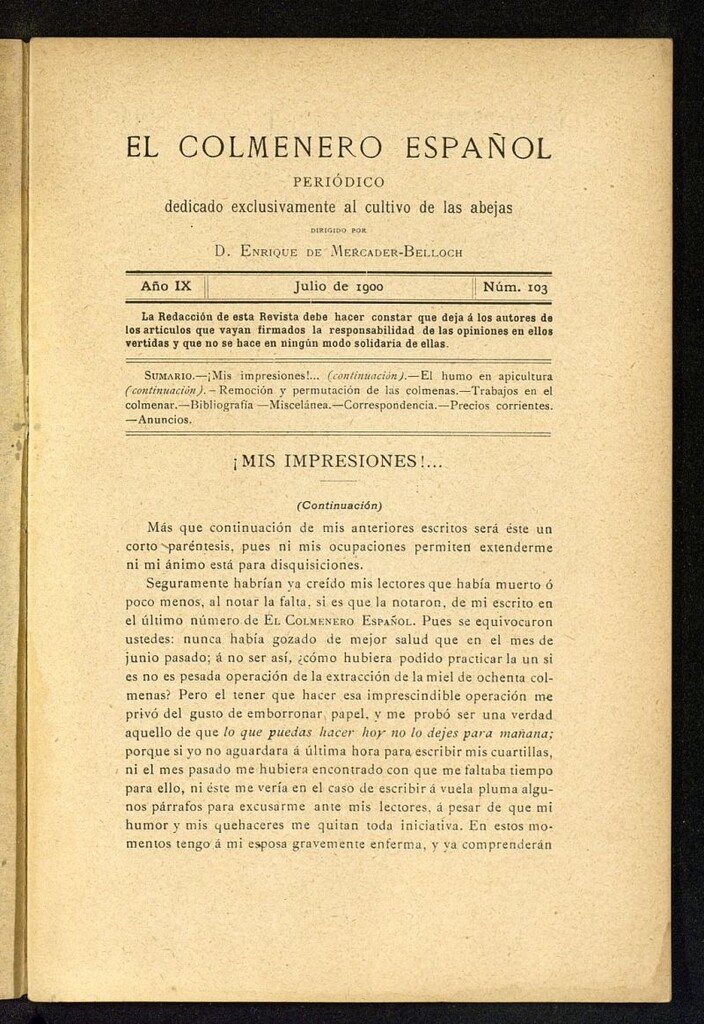 EL COLMENERO ESPAÑOL
PERIÓDICO
dedicado exclusivamente al cultivo de las abejas
DIRIGIDO POR
D. ENRIQUE DE MERCADER-BELLOCH
Año IX Julio de 1900 Núm. 103
La Redacción de esta Revista debe hacer constar que deja á los autores de
los articulos que vayan firmados la responsabilidad de las opiniones en ellos
vertidas y que no se hace en ningún modo solidaria de ellas.
SUMARIO.—¡Mis impresiones!... (continuación).—El humo en apicultura
(continuación).—Remoción y permutación de las colmenas.—Trabajos en el
colmenar.—Bibliografía—Miscelánea.—Correspondencia.—Precios corrientes.
—Anuncios.
¡MIS IMPRESIONES!...
(Continuación)
Más que continuación de mis anteriores escritos será éste un
corto paréntesis, pues ni mis ocupaciones permiten extenderme
ni mi ánimo está para disquisiciones.
Seguramente habrían ya creído mis lectores que había muerto ó
poco menos, al notar la falta, si es que la notaron, de mi escrito en
el último número de EL COLMENERO ESPAÑOL. Pues se equivocaron
ustedes: nunca había gozado de mejor salud que en el mes de
junio pasado; á no ser así, ¿cómo hubiera podido practicar la un si
es no es pesada operación de la extracción de la miel de ochenta col-
menas? Pero el tener que hacer esa imprescindible operación me
privó del gusto de emborronar papel, y me probó ser una verdad
aquello de que lo que puedas hacer hoy no lo dejes para mañana;
porque si yo no aguardara á última hora para escribir mis cuartillas,
ni el mes pasado me hubiera encontrado con que me faltaba tiempo
para ello, ni éste me vería en el caso de escribir á vuela pluma algu-
nos párrafos para excusarme ante mis lectores, á pesar de que mi
humor y mis quehaceres me quitan toda iniciativa. En estos mo-
mentos tengo á mi esposa gravemente enferma, y ya comprenderán